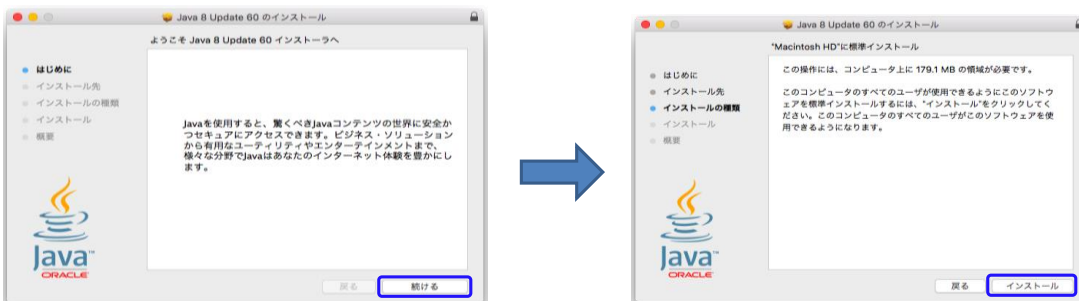 Java 8 Update 60 のインストール
ようこそ Java 8 Update 60 インストーラへ
はじめに
インストール先
インストールの種類
インストール
概要
Javaを使用すると、驚くべきJavaコンテンツの世界に安全か
つセキュアにアクセスできます。ビジネス・ソリューション
から有用なユーティリティやエンターテインメントまで、
様々な分野でJavaはあなたのインターネット体験を豊かにし
ます。
Java™
ORACLE
戻る
続ける
Java 8 Update 60 のインストール
"Macintosh HD"に標準インストール
はじめに
インストール先
インストールの種類
インストール
概要
この操作には、コンピュータ上に 179.1 MB の領域が必要です。
このコンピュータのすべてのユーザが使用できるようにこのソフトウ
ェアを標準インストールするには、"インストール"をクリックしてく
ださい。このコンピュータのすべてのユーザがこのソフトウェアを使
用できるようになります。
Java™
ORACLE
戻る
インストール